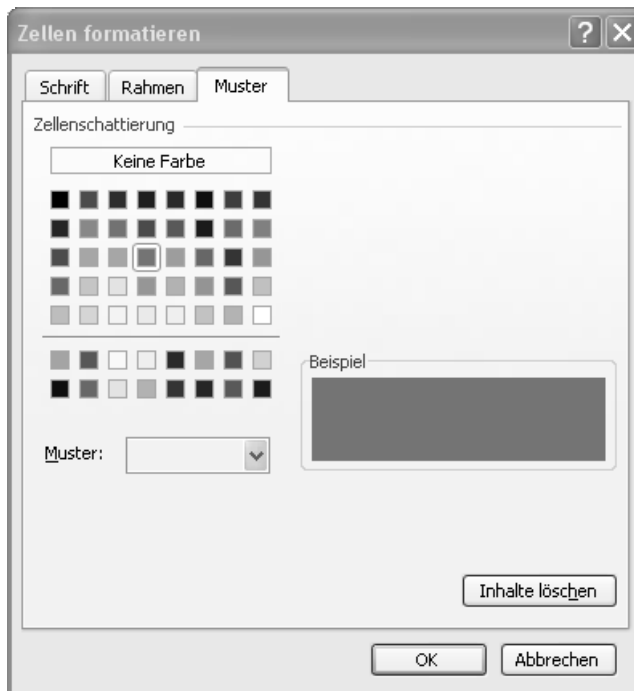 Zellen formatieren
Schrift Rahmen Muster
Zellenschattierung
Keine Farbe
Beispiel
Muster:
Inhalte löschen
OK Abbrechen